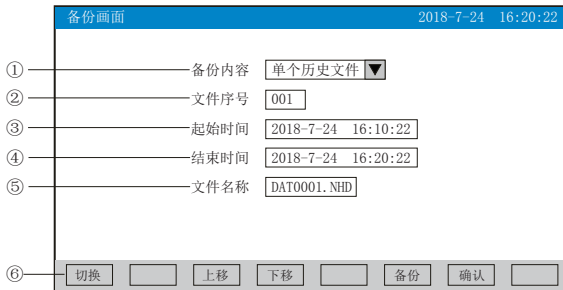 备份画面 2018-7-24 16:20:22
① 备份内容 单个历史文件
② 文件序号 001
③ 起始时间 2018-7-24 16:10:22
④ 结束时间 2018-7-24 16:20:22
⑤ 文件名称 DAT0001.NHD
⑥ 切换 上移 下移 备份 确认